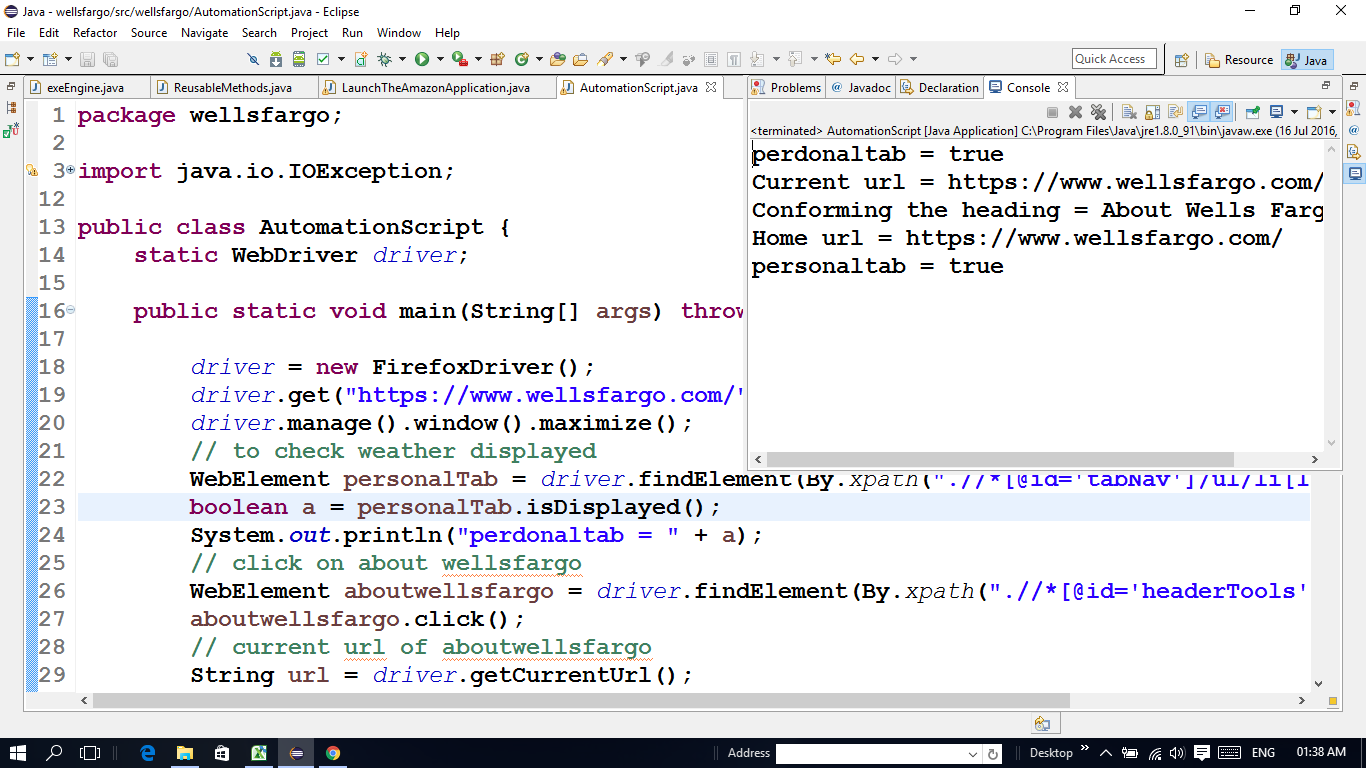 Java - wellsfargo/src/wellsfargo/AutomationScript.java - Eclipse
File Edit Refactor Source Navigate Search Project Run Window Help
Quick Access Resource Java
exeEngine.java ReusableMethods.java LaunchTheAmazonApplication.java AutomationScript.java
1 package wellsfargo;
2
3 import java.io.IOException;
12
13 public class AutomationScript {
14 static WebDriver driver;
15
16 public static void main(String[] args) throw
17
18 driver = new FirefoxDriver();
19 driver.get("https://www.wellsfargo.com/"
20 driver.manage().window().maximize();
21 // to check weather displayed
22 WebElement personalTab = driver.findElement(By.xpath(".//*[@id='tabNav']/ul/li[1
23 boolean a = personalTab.isDisplayed();
24 System.out.println("perdonaltab = " + a);
25 // click on about wellsfargo
26 WebElement aboutwellsfargo = driver.findElement(By.xpath(".//*[@id='headerTools'
27 aboutwellsfargo.click();
28 // current url of aboutwellsfargo
29 String url = driver.getCurrentUrl();
Problems @ Javadoc Declaration Console
<terminated> AutomationScript [Java Application] C:\Program Files\Java\jre1.8.0_91\bin\javaw.exe (16 Jul 2016,
perdonaltab = true
Current url = https://www.wellsfargo.com/
Conforming the heading = About Wells Farg
Home url = https://www.wellsfargo.com/
personaltab = true
Address Desktop ENG 01:38 AM